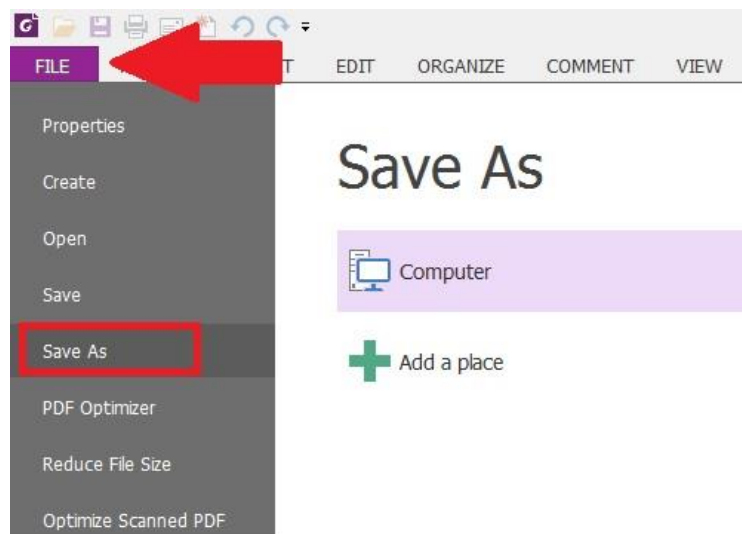 FILE EDIT ORGANIZE COMMENT VIEW
Properties
Create
Open
Save
Save As
PDF Optimizer
Reduce File Size
Optimize Scanned PDF
Save As
Computer
Add a place